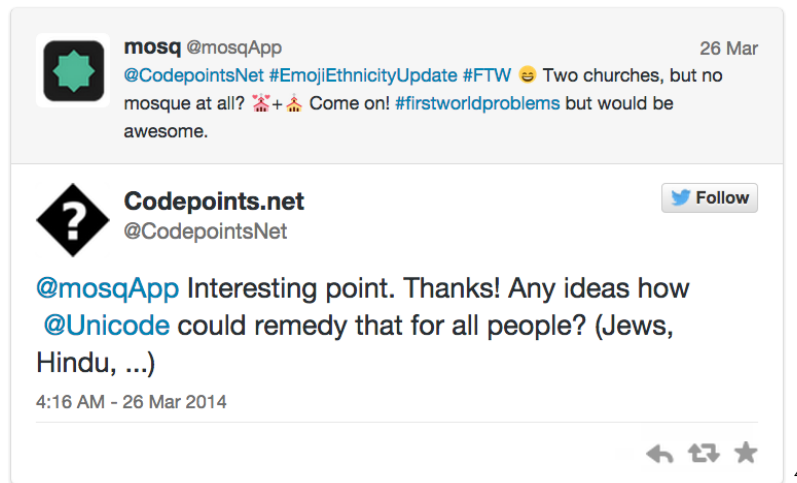 mosq @mosqApp 26 Mar
@CodepointsNet #EmojiEthnicityUpdate #FTW 😄 Two churches, but no
mosque at all? 💒+⛪ Come on! #firstworldproblems but would be
awesome.
?
Codepoints.net
Follow
@CodepointsNet
@mosqApp Interesting point. Thanks! Any ideas how
@Unicode could remedy that for all people? (Jews,
Hindu, ...)
4:16 AM - 26 Mar 2014